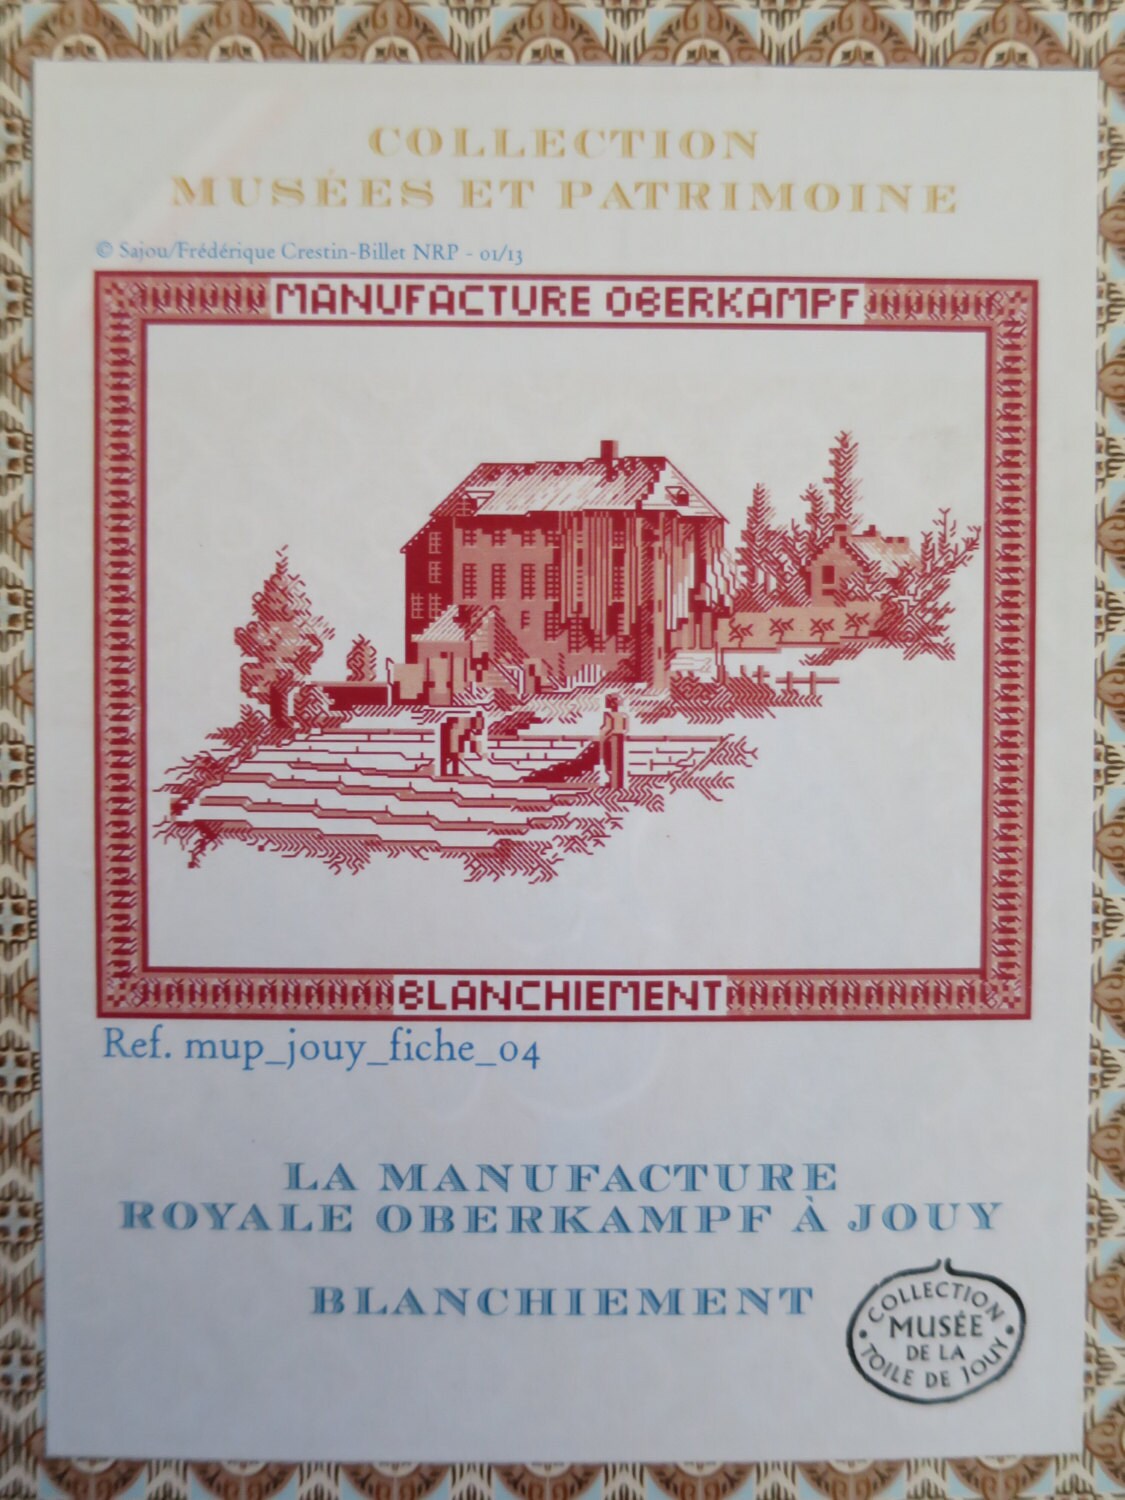 COLLECTION
MUSÉES ET PATRIMOINE
© Sajou/Frédérique Crestin-Billet NRP - 01/13
MANUFACTURE OBERKAMPF
BLANCHIEMENT
Ref. mup_jouy_fiche_04
LA MANUFACTURE
ROYALE OBERKAMPF À JOUY
BLANCHIEMENT
COLLECTION
MUSÉE
DE LA
TOILE DE JOUY